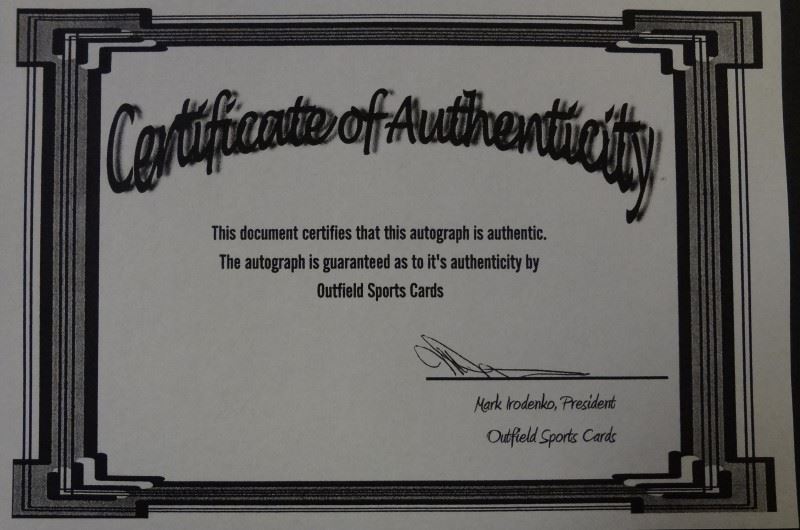 Certificate of Authenticity
This document certifies that this autograph is authentic.
The autograph is guaranteed as to it's authenticity by
Outfield Sports Cards
Mark Irodenko, President
Outfield Sports Cards